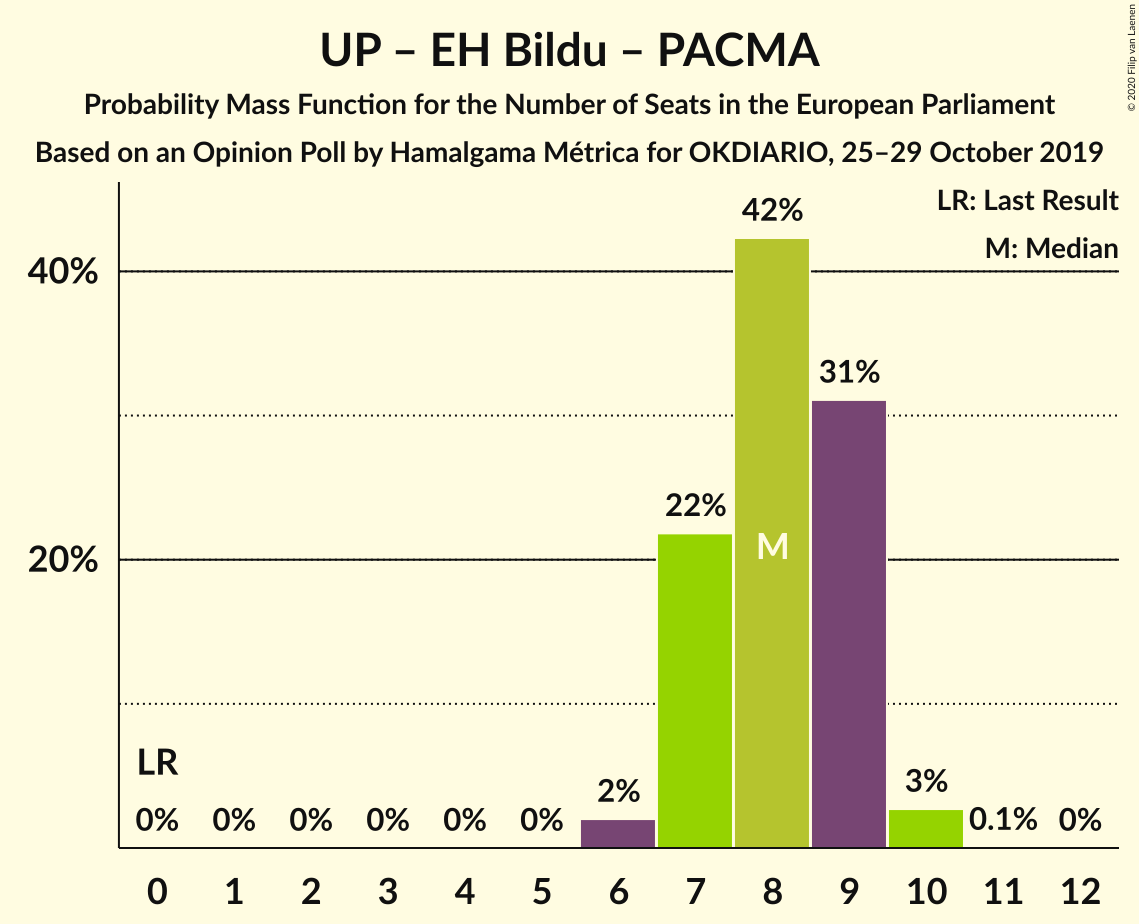 UP – EH Bildu – PACMA
Probability Mass Function for the Number of Seats in the European Parliament
Based on an Opinion Poll by Hamalgama Métrica for OKDIARIO, 25–29 October 2019
© 2020 Filip van Laenen
LR: Last Result
M: Median
40%
20%
42%
31%
22%
M
LR
0% 0% 0% 0% 0% 0% 2% 3% 0.1% 0%
0 1 2 3 4 5 6 7 8 9 10 11 12